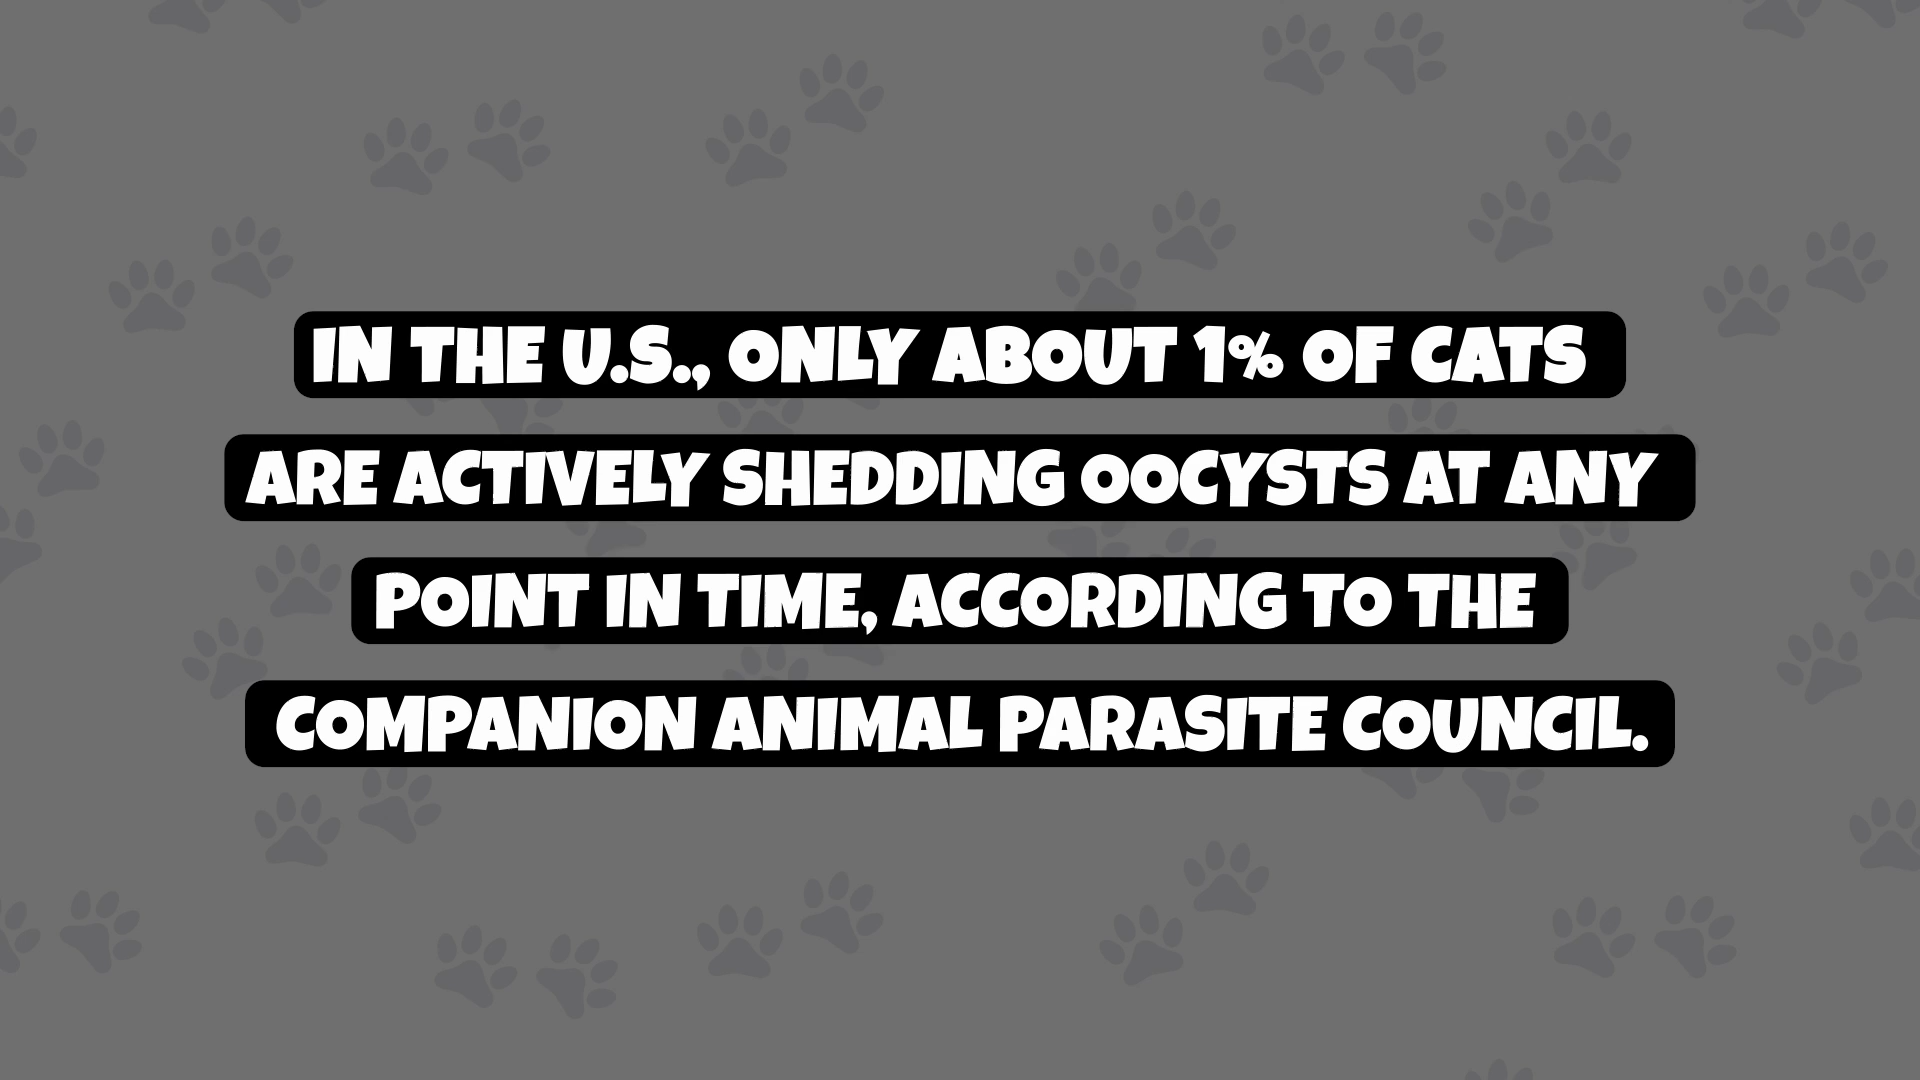 IN THE U.S., ONLY ABOUT 1% OF CATS
ARE ACTIVELY SHEDDING OOCYSTS AT ANY
POINT IN TIME, ACCORDING TO THE
COMPANION ANIMAL PARASITE COUNCIL.